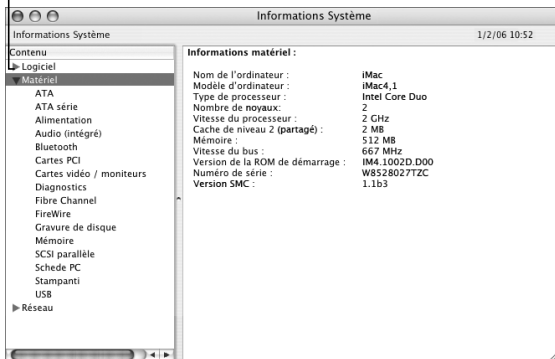 Informations Système
Informations Système 1/2/06 10:52
Contenu
Logiciel
Matériel
ATA
ATA série
Alimentation
Audio (intégré)
Bluetooth
Cartes PCI
Cartes vidéo / moniteurs
Diagnostics
Fibre Channel
FireWire
Gravure de disque
Mémoire
SCSI parallèle
Schede PC
Stampanti
USB
Réseau
Informations matériel :
Nom de l'ordinateur : iMac
Modèle d'ordinateur : iMac4,1
Type de processeur : Intel Core Duo
Nombre de noyaux: 2
Vitesse du processeur : 2 GHz
Cache de niveau 2 (partagé) : 2 MB
Mémoire : 512 MB
Vitesse du bus : 667 MHz
Version de la ROM de démarrage : IM4.1002D.D00
Numéro de série : W8528027TZC
Version SMC : 1.1b3